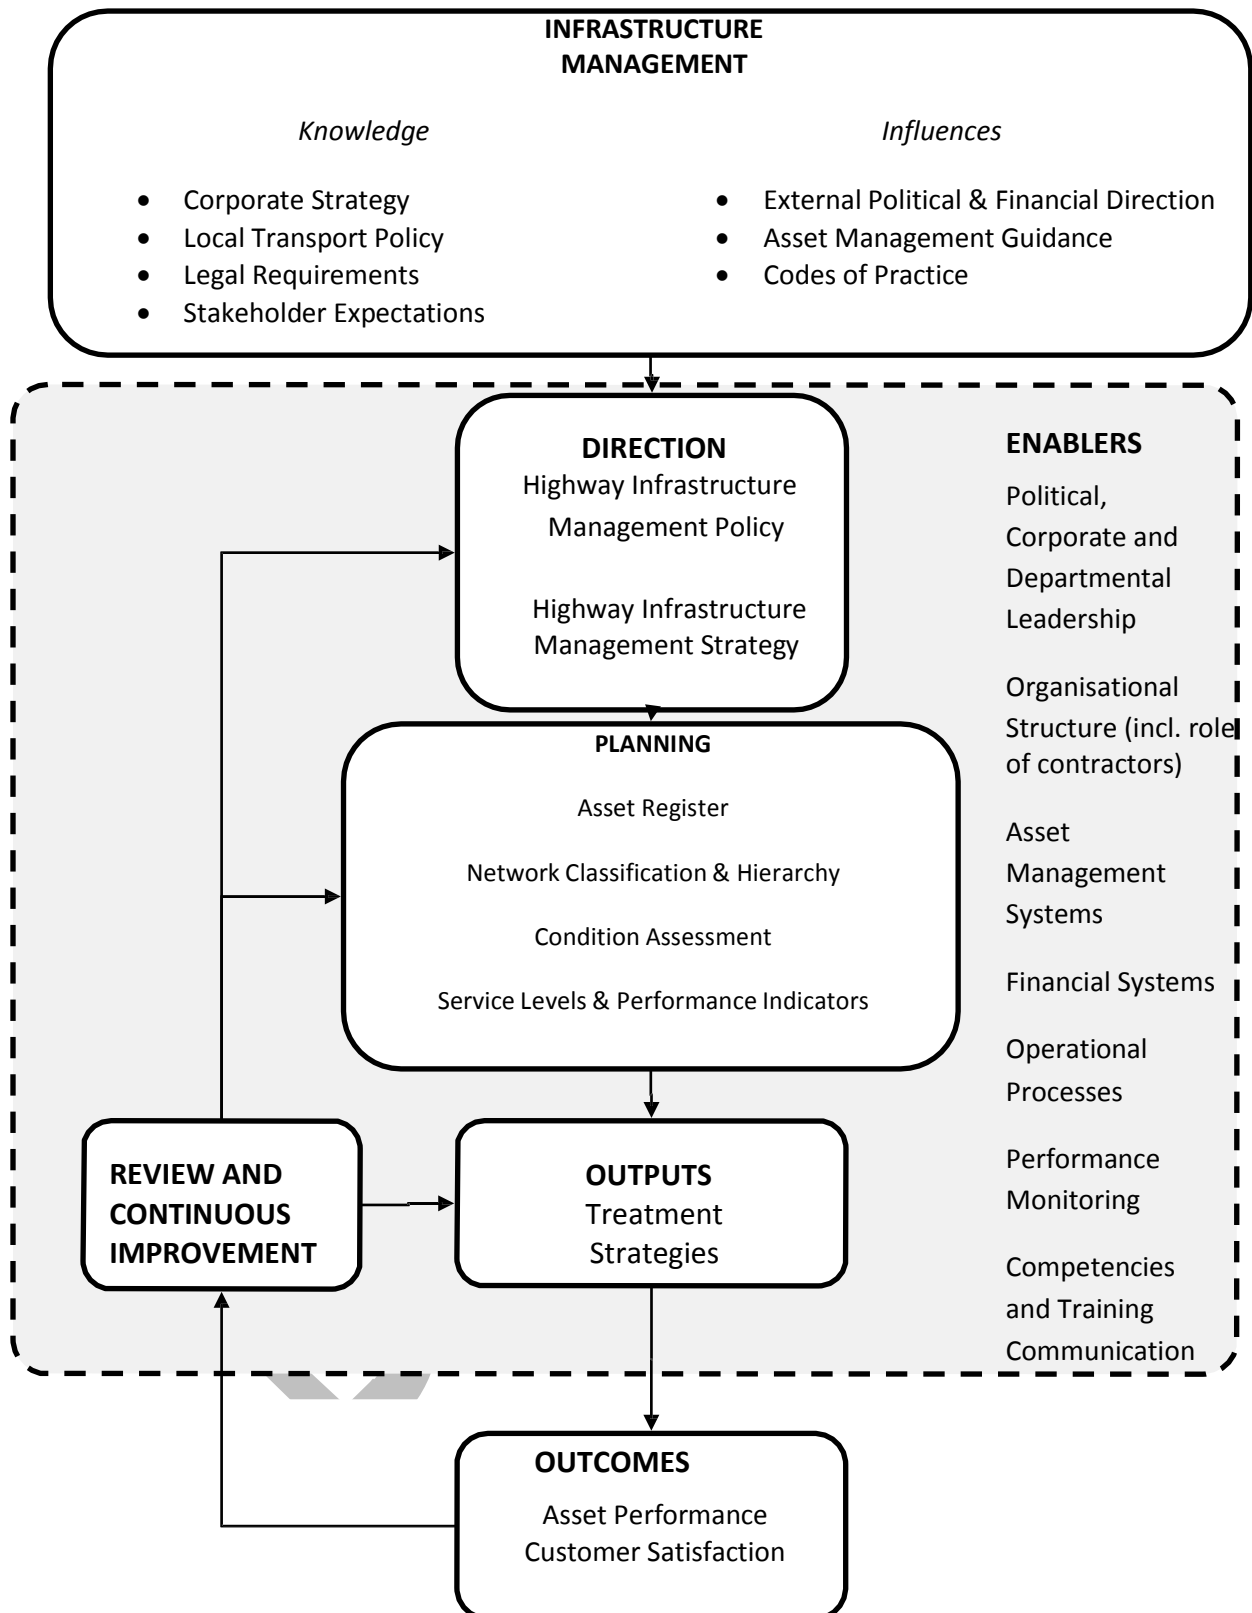 INFRASTRUCTURE
MANAGEMENT
Knowledge
• Corporate Strategy
• Local Transport Policy
• Legal Requirements
• Stakeholder Expectations
Influences
• External Political & Financial Direction
• Asset Management Guidance
• Codes of Practice
DIRECTION
Highway Infrastructure
Management Policy
Highway Infrastructure
Management Strategy
PLANNING
Asset Register
Network Classification & Hierarchy
Condition Assessment
Service Levels & Performance Indicators
REVIEW AND
CONTINUOUS
IMPROVEMENT
OUTPUTS
Treatment
Strategies
OUTCOMES
Asset Performance
Customer Satisfaction
ENABLERS
Political,
Corporate and
Departmental
Leadership
Organisational
Structure (incl. role
of contractors)
Asset
Management
Systems
Financial Systems
Operational
Processes
Performance
Monitoring
Competencies
and Training
Communication